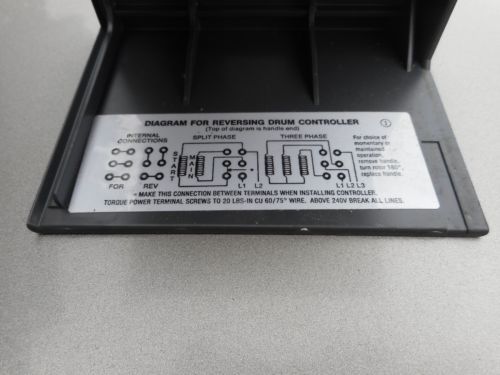 DIAGRAM FOR REVERSING DRUM CONTROLLER
(Top of diagram is handle end)
INTERNAL
CONNECTIONS
FOR REV
SPLIT PHASE
START
MAIN
L1 L2
THREE PHASE
L1 L2 L3
For choice of
momentary or
maintained
operation,
remove handle,
turn rotor 180°,
replace handle.
- MAKE THIS CONNECTION BETWEEN TERMINALS WHEN INSTALLING CONTROLLER.
TORQUE POWER TERMINAL SCREWS TO 20 LBS-IN CU 60/75° WIRE. ABOVE 240V BREAK ALL LINES.